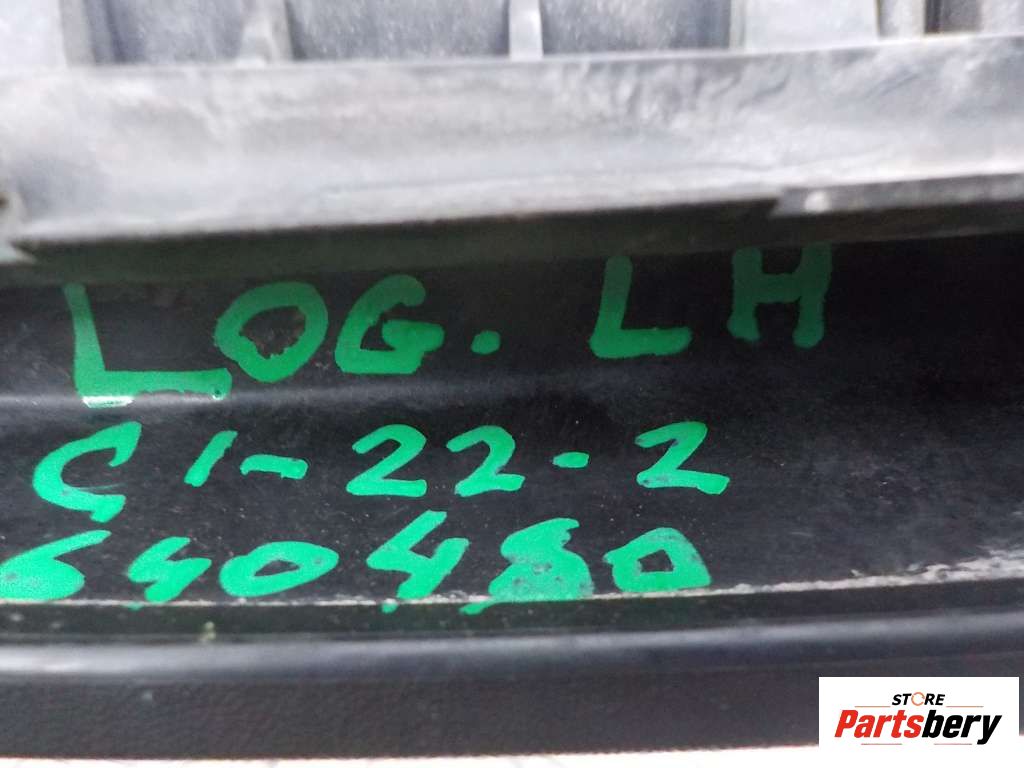 LOG. LH
C1-22-2
640480
STORE
Partsbery